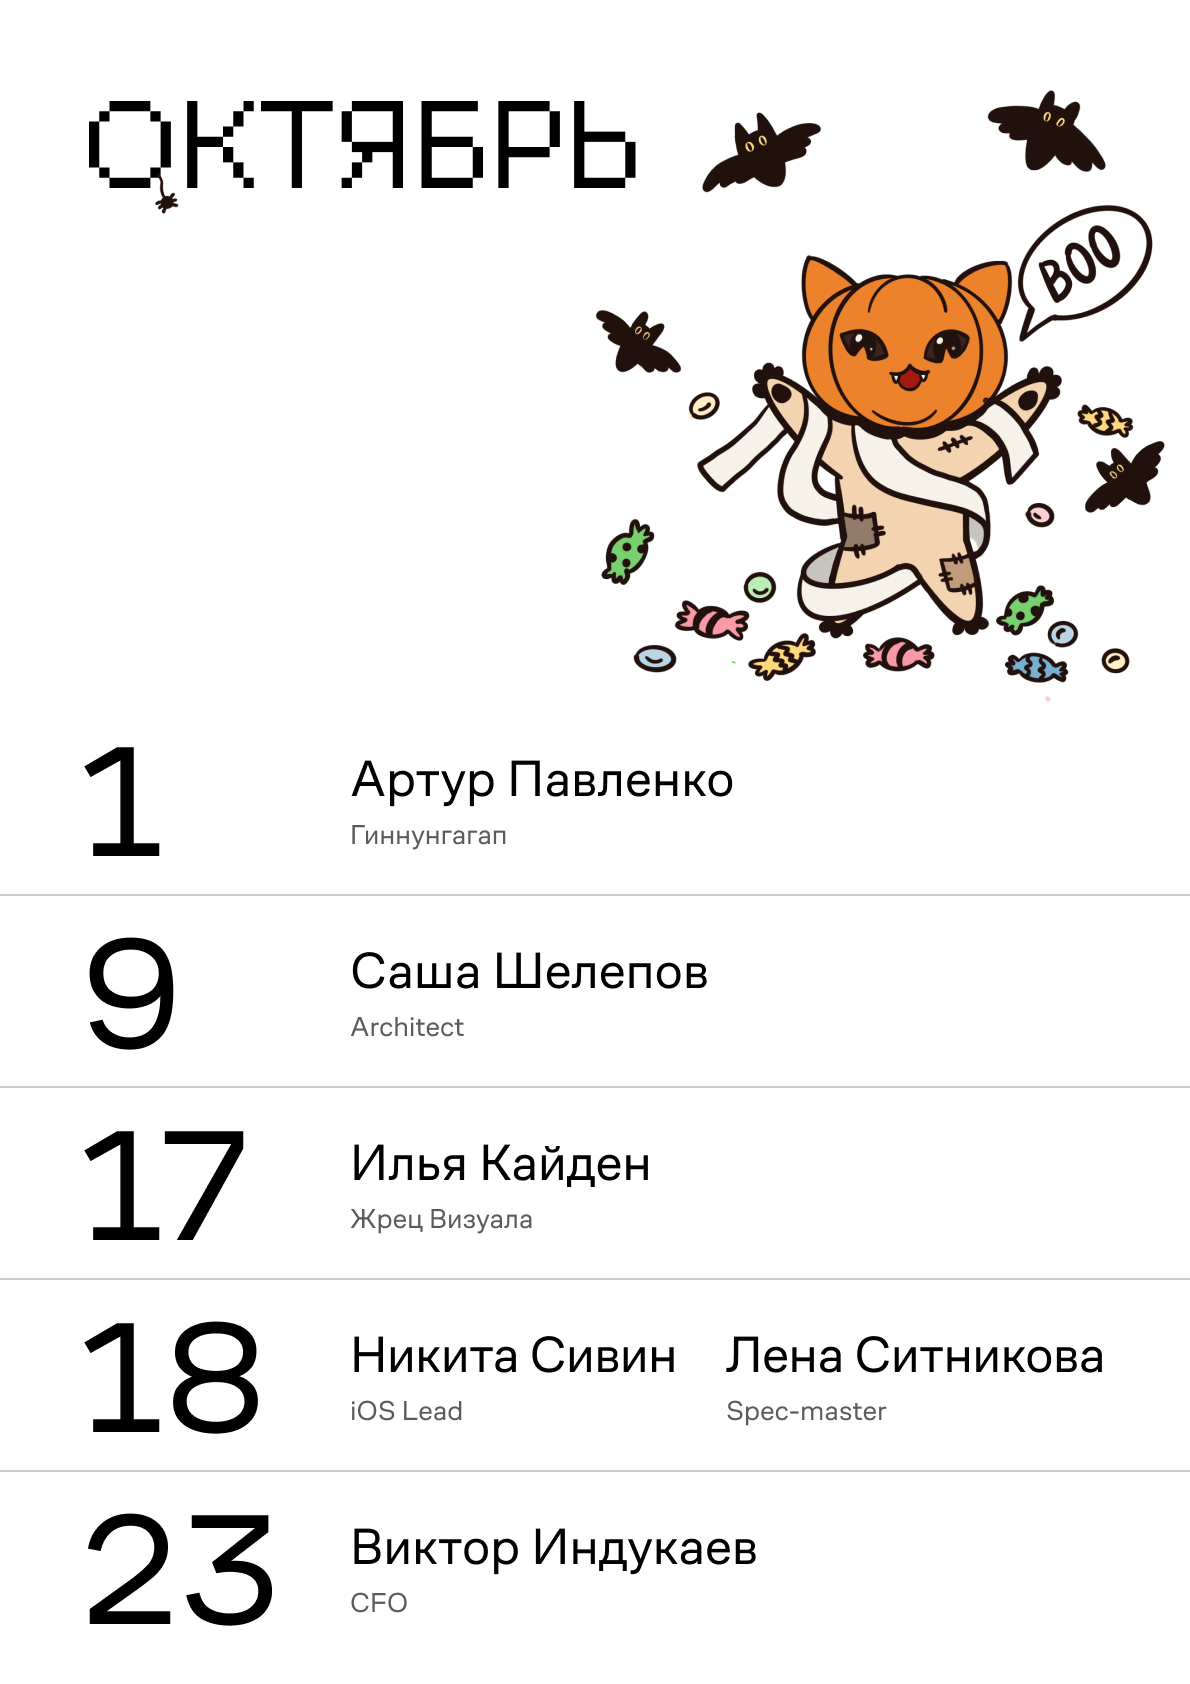 ОКТЯБРЬ
BOO
1
Артур Павленко
Гиннунгагап
9
Саша Шелепов
Architect
17
Илья Кайден
Жрец Визуала
18
Никита Сивин
iOS Lead
Лена Ситникова
Spec-master
23
Виктор Индукаев
CFO